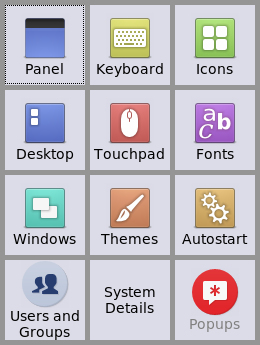 Panel
Keyboard
Icons
Desktop
Touchpad
Fonts
Windows
Themes
Autostart
Users and
Groups
System
Details
Popups